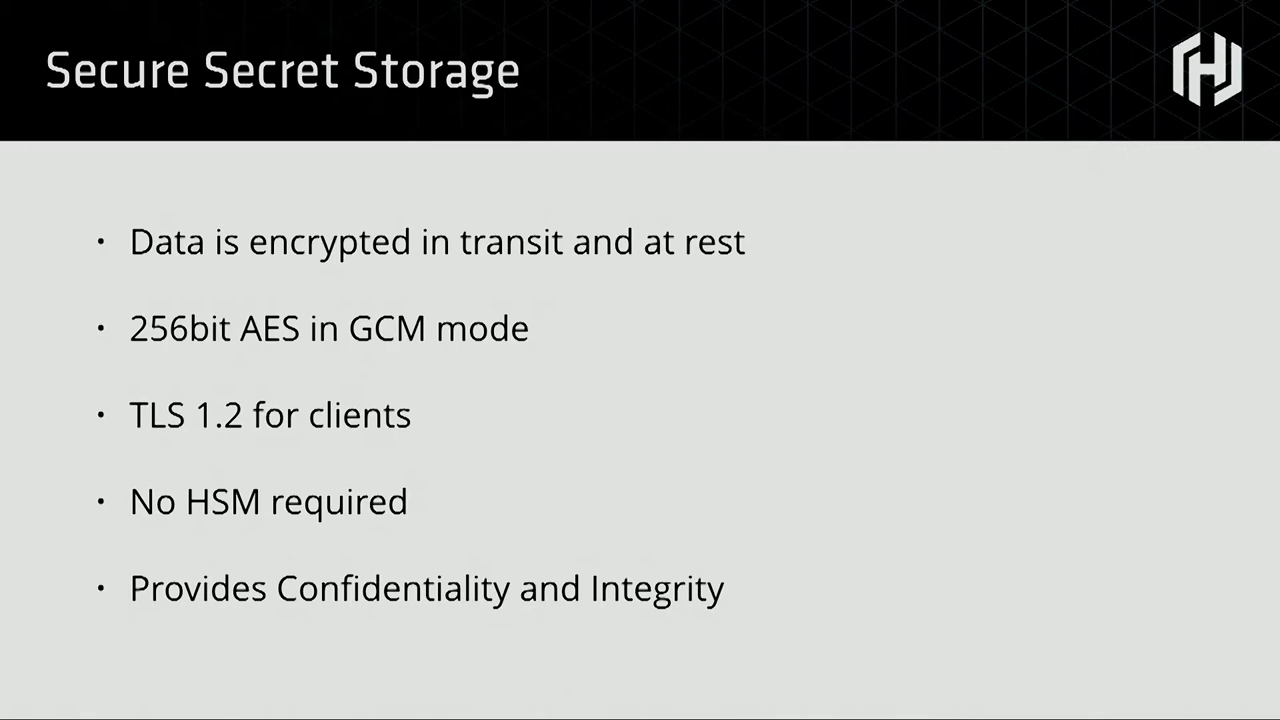 Secure Secret Storage
· Data is encrypted in transit and at rest
· 256bit AES in GCM mode
· TLS 1.2 for clients
· No HSM required
· Provides Confidentiality and Integrity